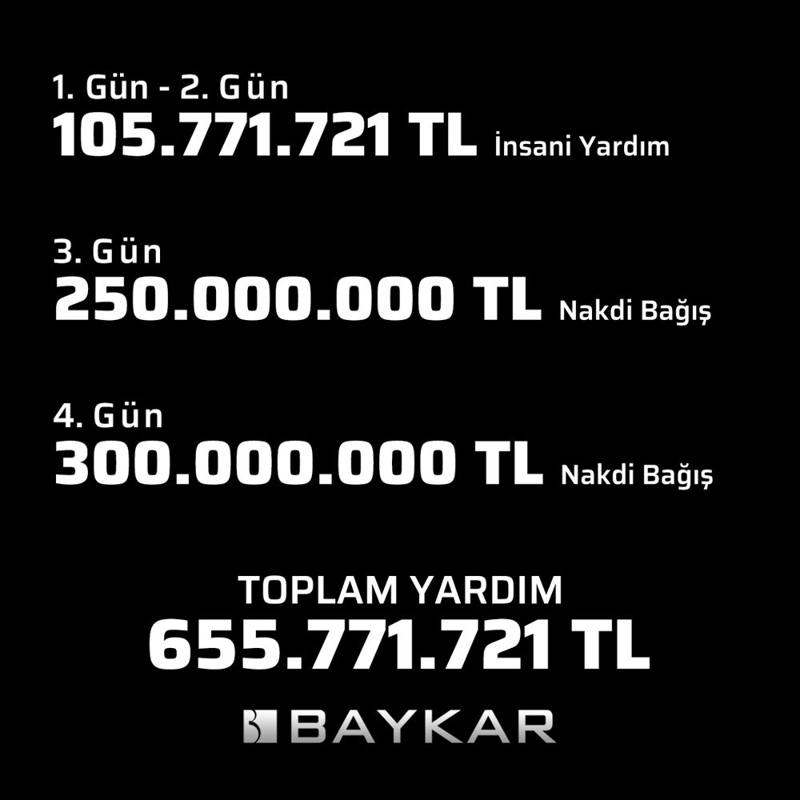 1. Gün - 2. Gün
105.771.721 TL İnsani Yardım
3. Gün
250.000.000 TL Nakdi Bağış
4. Gün
300.000.000 TL Nakdi Bağış
TOPLAM YARDIM
655.771.721 TL
BAYKAR